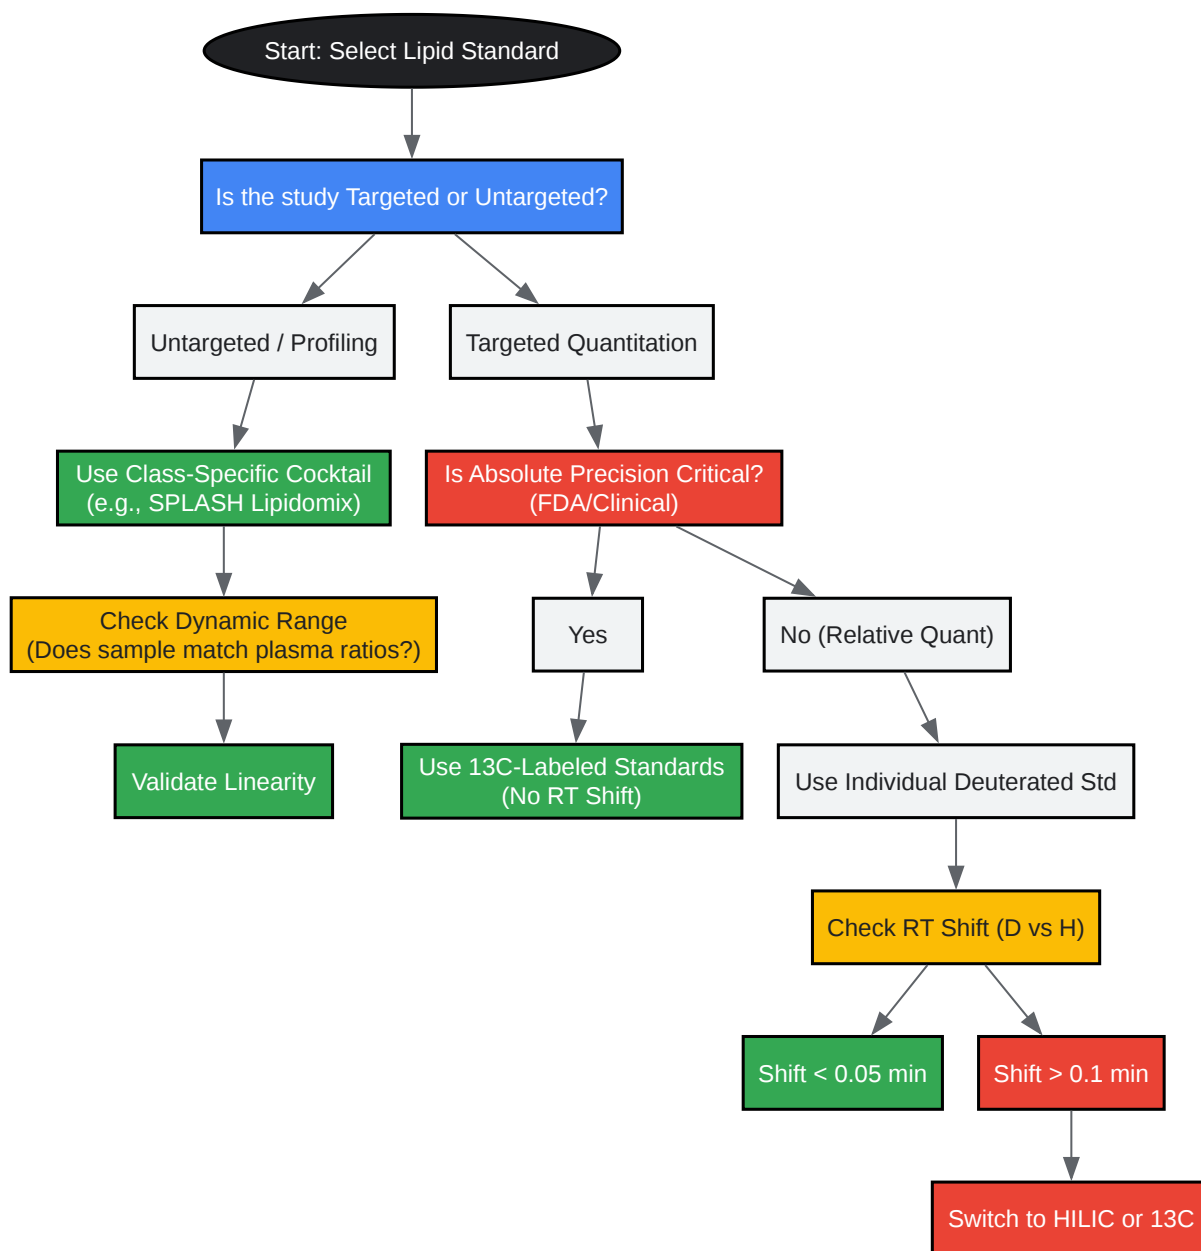 Start: Select Lipid Standard
Is the study Targeted or Untargeted?
Untargeted / Profiling
Targeted Quantitation
Use Class-Specific Cocktail
(e.g., SPLASH Lipidomix)
Is Absolute Precision Critical?
(FDA/Clinical)
Check Dynamic Range
(Does sample match plasma ratios?)
Yes
No (Relative Quant)
Validate Linearity
Use 13C-Labeled Standards
(No RT Shift)
Use Individual Deuterated Std
Check RT Shift (D vs H)
Shift < 0.05 min
Shift > 0.1 min
Switch to HILIC or 13C